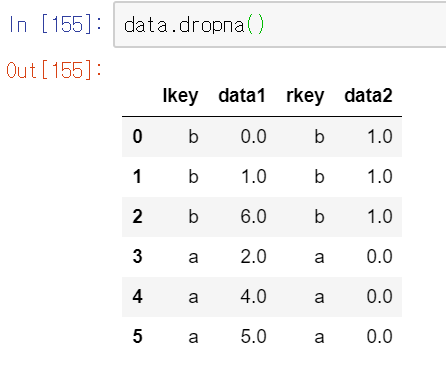 In [155]: data.dropna()
Out[155]:
lkey data1 rkey data2
0 b 0.0 b 1.0
1 b 1.0 b 1.0
2 b 6.0 b 1.0
3 a 2.0 a 0.0
4 a 4.0 a 0.0
5 a 5.0 a 0.0